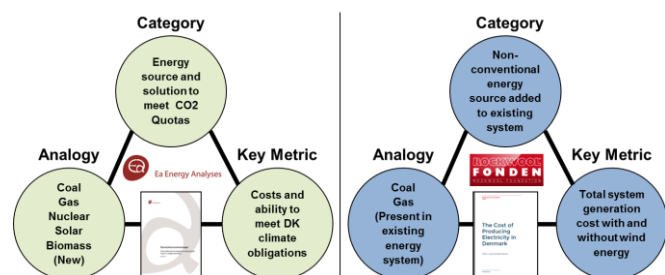 Category
Energy
source and
solution to
meet CO2
Quotas
Analogy
Key Metric
Ea Energy Analyses
Coal
Gas
Nuclear
Solar
Biomass
(New)
Costs and
ability to
meet DK
climate
obligations
Category
Non-
conventional
energy
source added
to existing
system
Analogy
Key Metric
ROCKWOOL
FONDEN
Coal
Gas
(Present in
existing
energy
system)
The Cost of
Producing
Electricity in
Denmark
Total system
generation
cost with and
without wind
energy